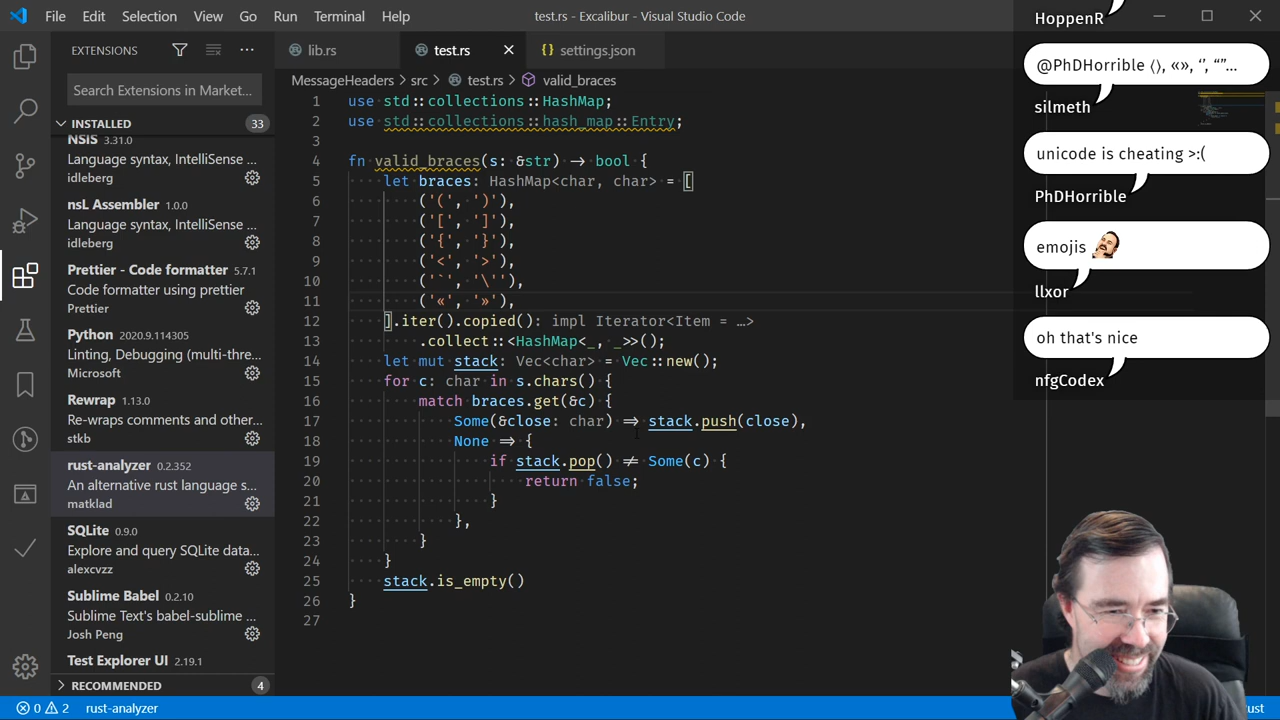 File Edit Selection View Go Run Terminal Help
test.rs - Excalibur - Visual Studio Code
EXTENSIONS
Search Extensions in Market...
INSTALLED 33
NSIS 3.31.0
Language syntax, IntelliSense ...
idleberg
nsL Assembler 1.0.0
Language syntax, IntelliSense ...
idleberg
Prettier - Code formatter 5.7.1
Code formatter using prettier
Prettier
Python 2020.9.114305
Linting, Debugging (multi-thre...
Microsoft
Rewrap 1.13.0
Re-wraps comments and other...
stkb
rust-analyzer 0.2.352
An alternative rust language s...
matklad
SQLite 0.9.0
Explore and query SQLite data...
alexcvzz
Sublime Babel 0.2.10
Sublime Text's babel-sublime ...
Josh Peng
Test Explorer UI 2.19.1
RECOMMENDED 4
lib.rs test.rs settings.json
MessageHeaders › src › test.rs › valid_braces
1 use std::collections::HashMap;
2 use std::collections::hash_map::Entry;
3
4 fn valid_braces(s: &str) -> bool {
5     let braces: HashMap<char, char> = [
6         ('(', ')'),
7         ('[', ']'),
8         ('{', '}'),
9         ('<', '>'),
10         ('`', '\''),
11         ('«', '»'),
12     ].iter().copied(): impl Iterator<Item = …>
13         .collect::<HashMap<_, _>>();
14     let mut stack: Vec<char> = Vec::new();
15     for c: char in s.chars() {
16         match braces.get(&c) {
17             Some(&close: char) => stack.push(close),
18             None => {
19                 if stack.pop() != Some(c) {
20                     return false;
21                 }
22             },
23         }
24     }
25     stack.is_empty()
26 }
27
HoppenR
@PhDHorrible ⟨⟩, «», ‘’, “”…
silmeth
unicode is cheating >:(
PhDHorrible
emojis
llxor
oh that's nice
nfgCodex
0 2 rust-analyzer